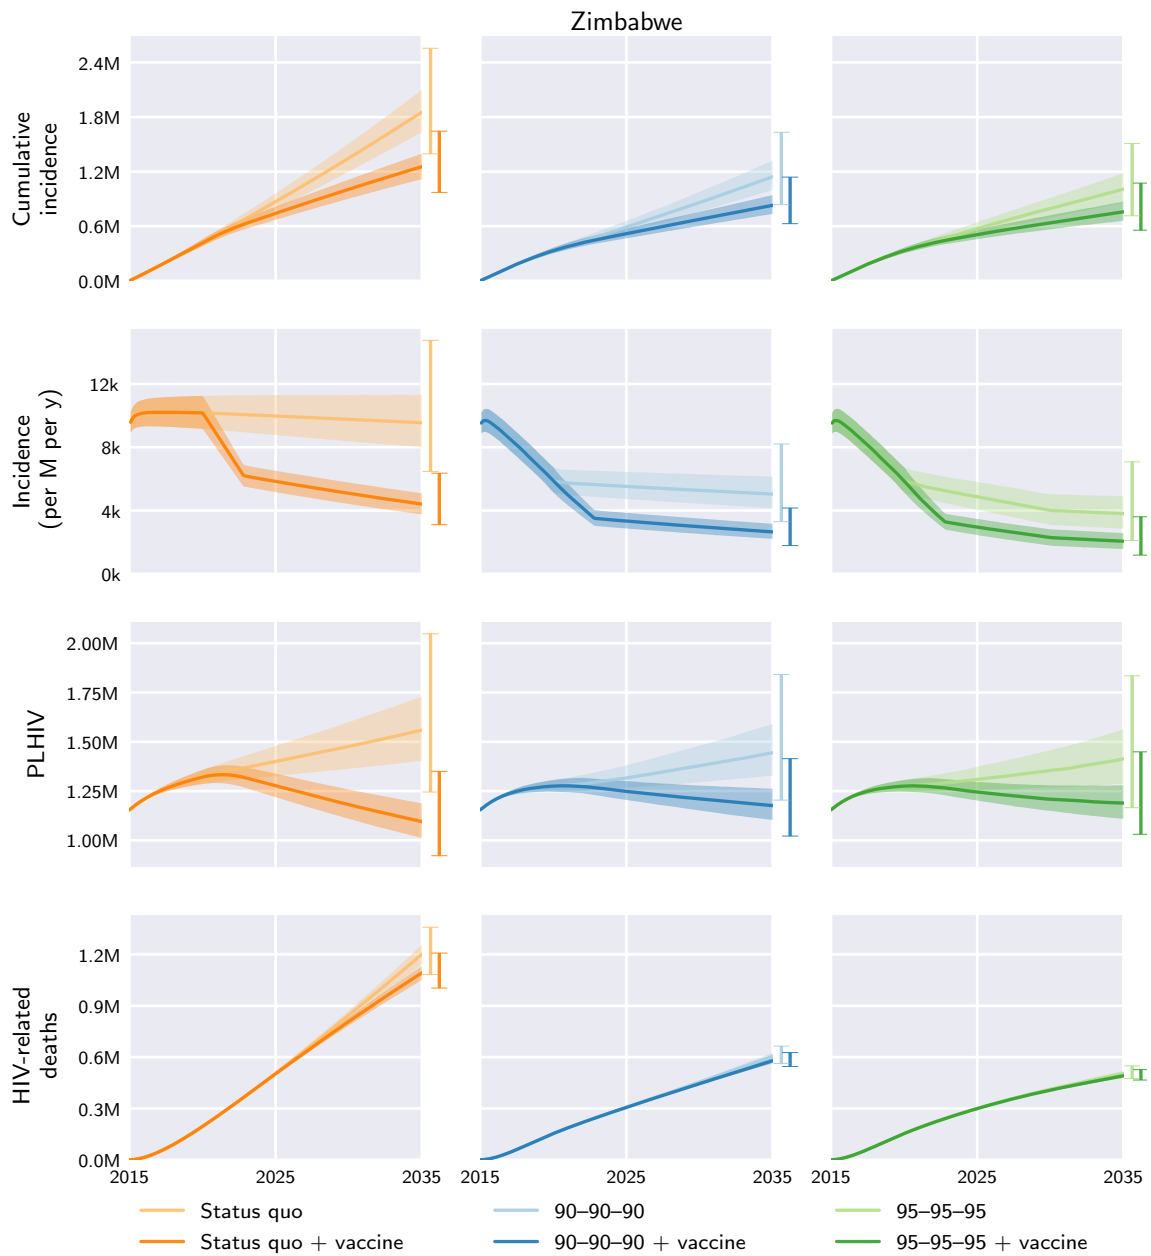 Zimbabwe
Cumulative
incidence
2.4M
1.8M
1.2M
0.6M
0.0M
Incidence
(per M per y)
12k
8k
4k
0k
PLHIV
2.00M
1.75M
1.50M
1.25M
1.00M
HIV-related
deaths
1.2M
0.9M
0.6M
0.3M
0.0M
2015 2025 2035 2015 2025 2035 2015 2025 2035
Status quo 90–90–90 95–95–95
Status quo + vaccine 90–90–90 + vaccine 95–95–95 + vaccine